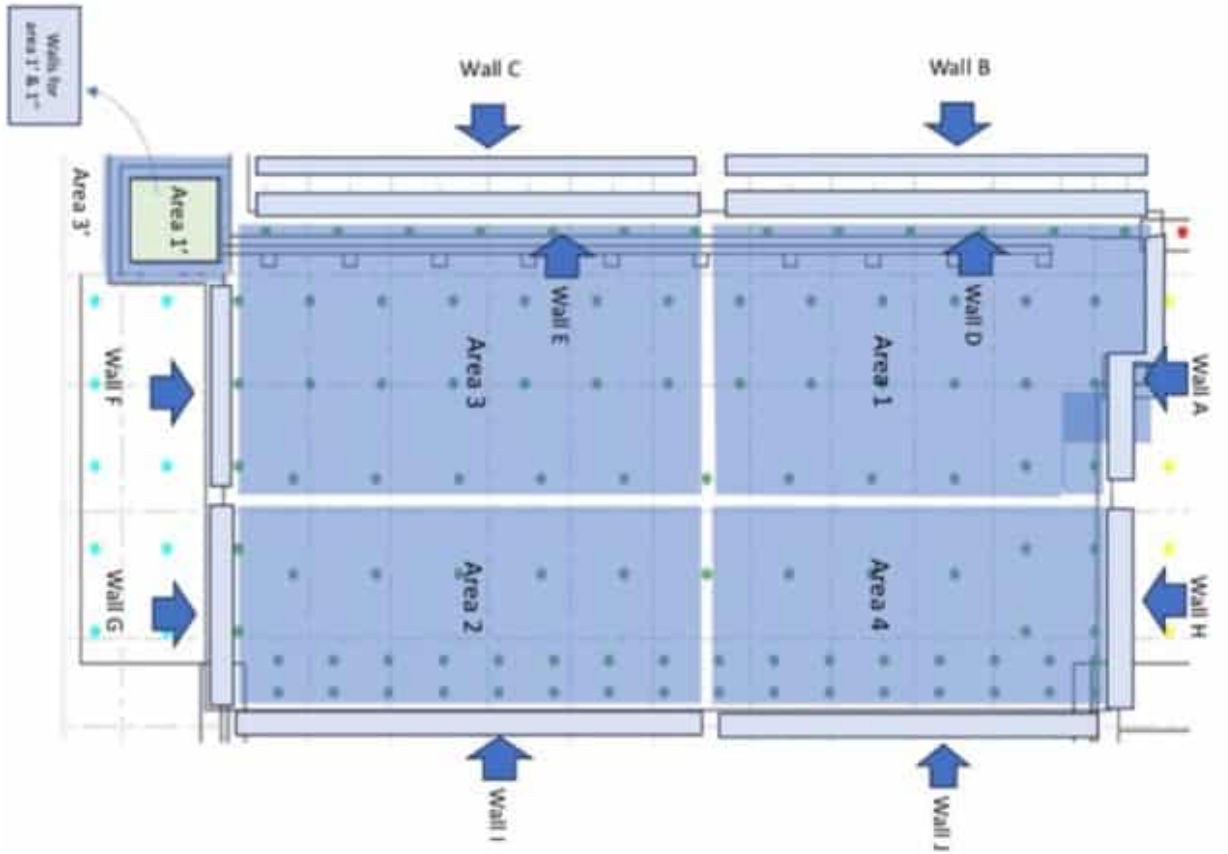 Walls for
area 1' & 1"
Wall C
Wall B
Area 3'
Area 1'
Wall E
Wall D
Wall A
Wall F
Area 3
Area 1
Wall G
Area 2
Area 4
Wall H
Wall I
Wall J